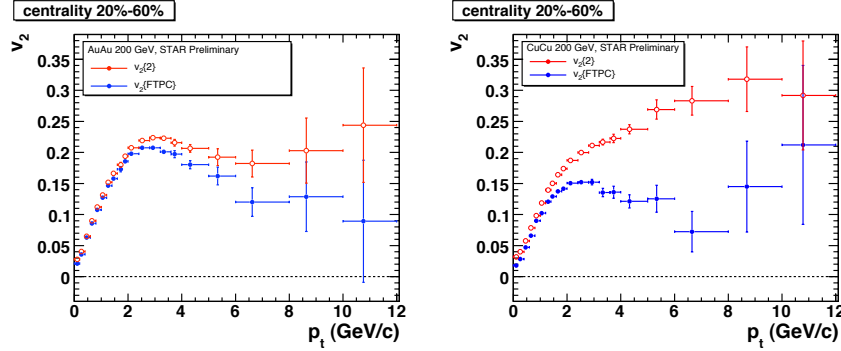 centrality 20%-60%
v2
AuAu 200 GeV, STAR Preliminary
v2{2}
v2{FTPC}
0.35
0.3
0.25
0.2
0.15
0.1
0.05
0
0 2 4 6 8 10 12
pt (GeV/c)
centrality 20%-60%
v2
CuCu 200 GeV, STAR Preliminary
v2{2}
v2{FTPC}
0.35
0.3
0.25
0.2
0.15
0.1
0.05
0
0 2 4 6 8 10 12
pt (GeV/c)